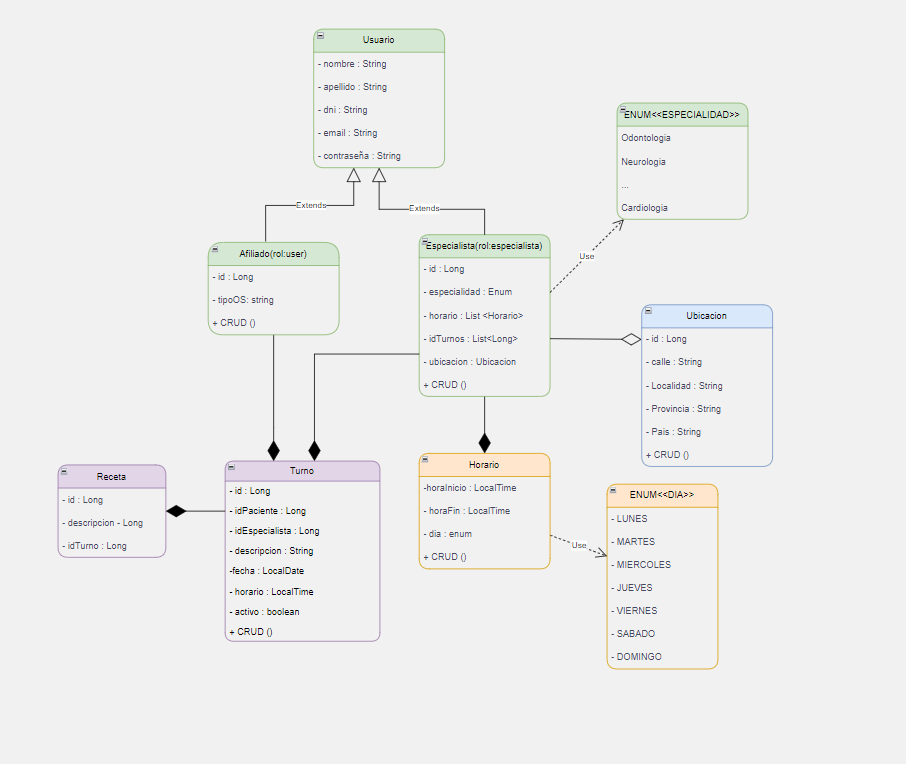 Usuario
- nombre : String
- apellido : String
- dni : String
- email : String
- contraseña : String
Extends
Extends
ENUM<<ESPECIALIDAD>>
Odontologia
Neurologia
...
Cardiologia
Use
Afiliado(rol:user)
- id : Long
- tipoOS: string
+ CRUD ()
Especialista(rol:especialista)
- id : Long
- especialidad : Enum
- horario : List <Horario>
- idTurnos : List<Long>
- ubicacion : Ubicacion
+ CRUD ()
Ubicacion
- id : Long
- calle : String
- Localidad : String
- Provincia : String
- Pais : String
+ CRUD ()
Receta
- id : Long
- descripcion - Long
- idTurno : Long
Turno
- id : Long
- idPaciente : Long
- idEspecialista : Long
- descripcion : String
-fecha : LocalDate
- horario : LocalTime
- activo : boolean
+ CRUD ()
Horario
-horaInicio : LocalTime
- horaFin : LocalTime
- dia : enum
+ CRUD ()
Use
ENUM<<DIA>>
- LUNES
- MARTES
- MIERCOLES
- JUEVES
- VIERNES
- SABADO
- DOMINGO